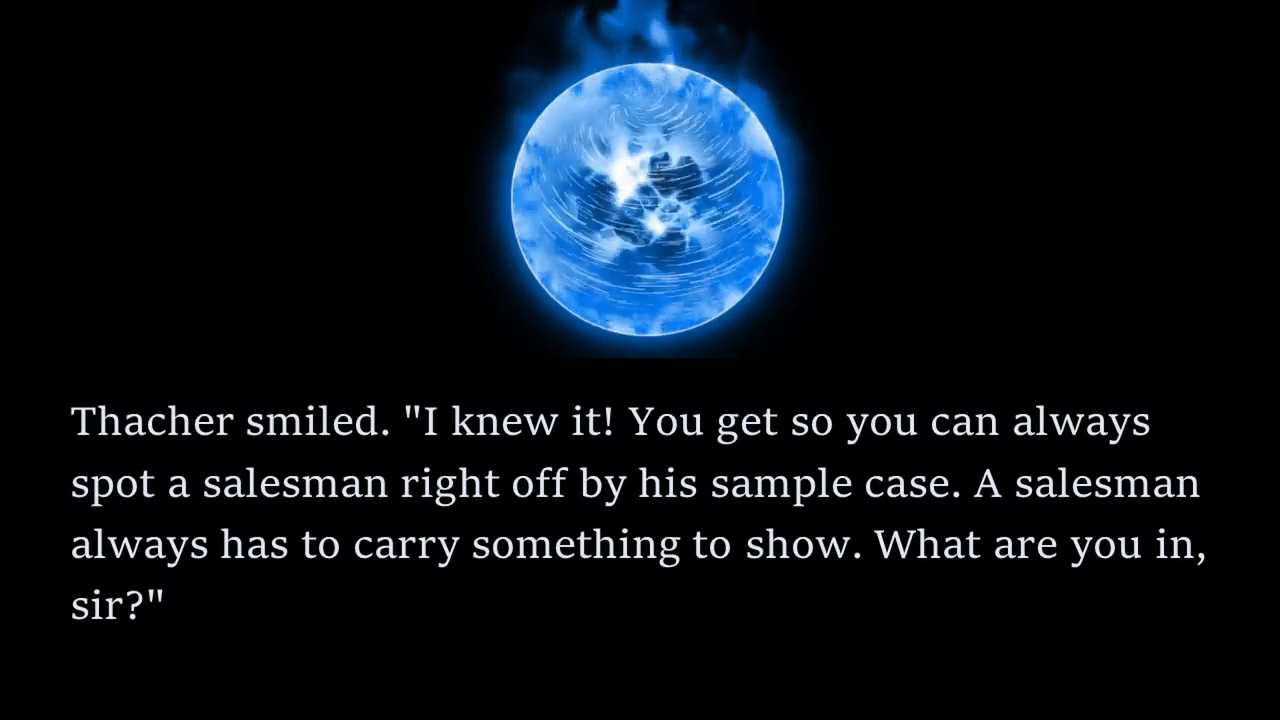 Thacher smiled. "I knew it! You get so you can always
spot a salesman right off by his sample case. A salesman
always has to carry something to show. What are you in,
sir?"